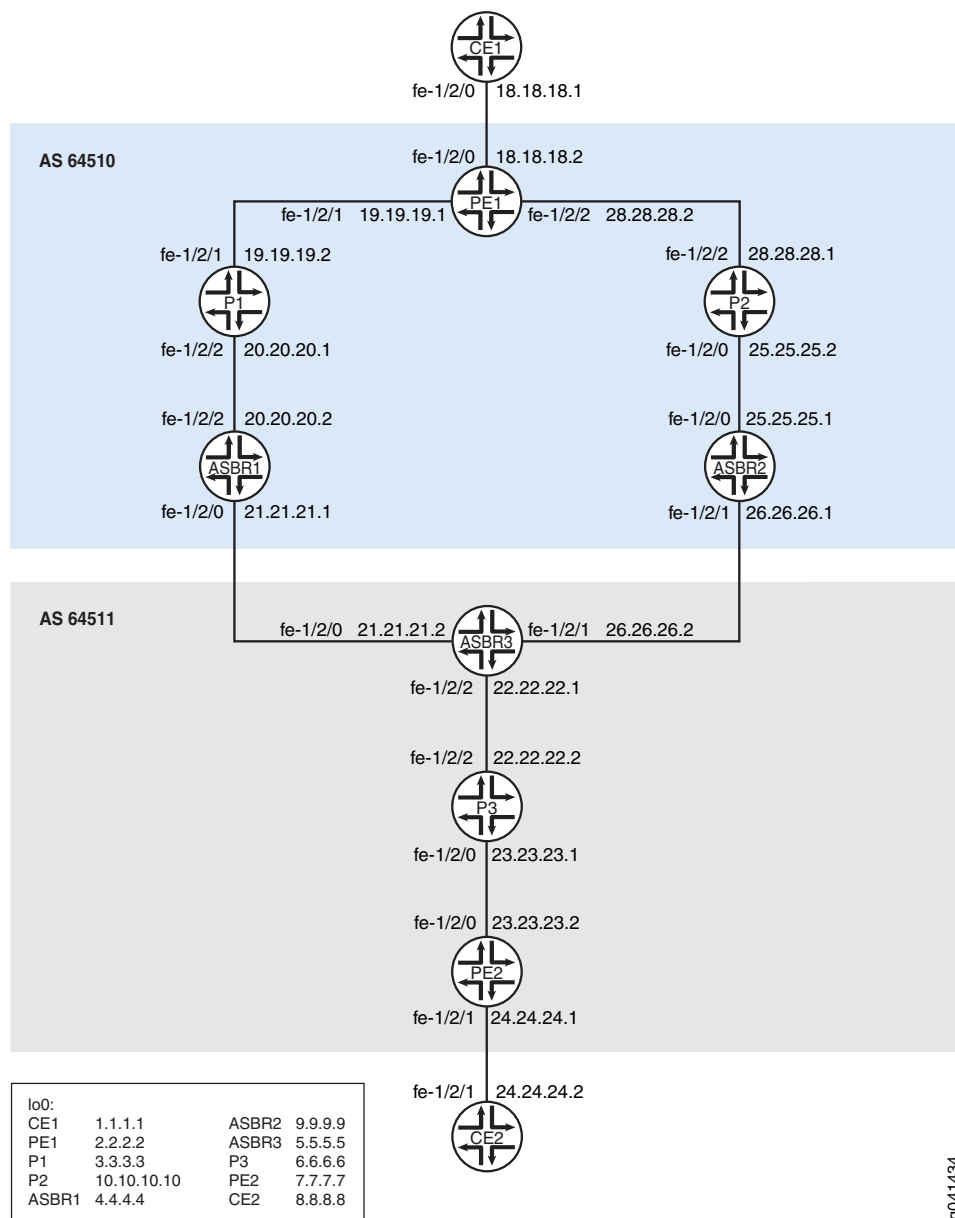 CE1
fe-1/2/0 18.18.18.1
AS 64510
fe-1/2/0 18.18.18.2
PE1
fe-1/2/1 19.19.19.1
fe-1/2/2 28.28.28.2
fe-1/2/1 19.19.19.2
fe-1/2/2 28.28.28.1
P1
P2
fe-1/2/2 20.20.20.1
fe-1/2/0 25.25.25.2
fe-1/2/2 20.20.20.2
fe-1/2/0 25.25.25.1
ASBR1
ASBR2
fe-1/2/0 21.21.21.1
fe-1/2/1 26.26.26.1
AS 64511
fe-1/2/0 21.21.21.2
fe-1/2/1 26.26.26.2
ASBR3
fe-1/2/2 22.22.22.1
fe-1/2/2 22.22.22.2
P3
fe-1/2/0 23.23.23.1
fe-1/2/0 23.23.23.2
PE2
fe-1/2/1 24.24.24.1
fe-1/2/1 24.24.24.2
CE2
lo0:
CE1 1.1.1.1 ASBR2 9.9.9.9
PE1 2.2.2.2 ASBR3 5.5.5.5
P1 3.3.3.3 P3 6.6.6.6
P2 10.10.10.10 PE2 7.7.7.7
ASBR1 4.4.4.4 CE2 8.8.8.8
g041434